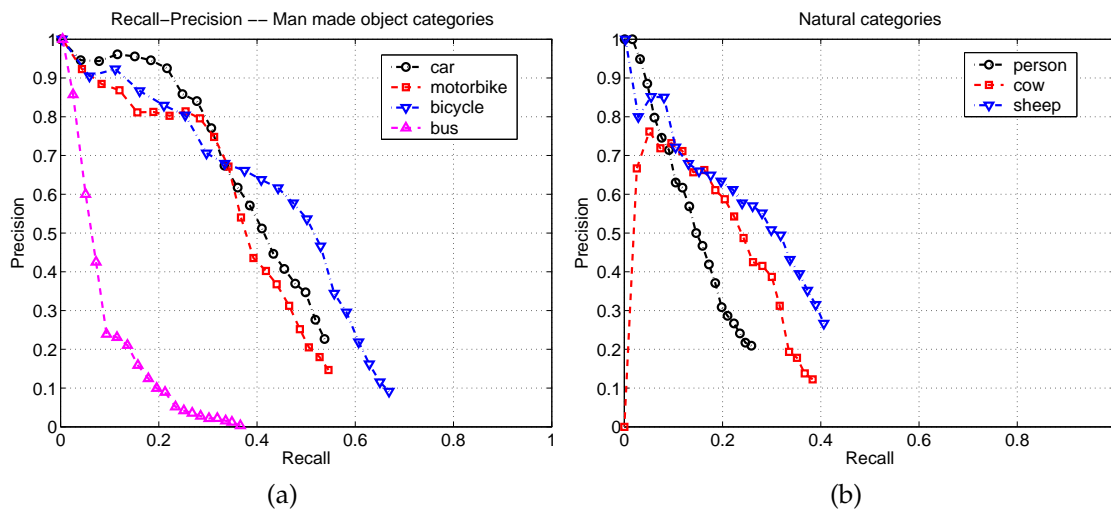 Recall−Precision −− Man made object categories
1
0.9
0.8
0.7
0.6
0.5
0.4
0.3
0.2
0.1
0
Precision
0 0.2 0.4 0.6 0.8 1
Recall
car
motorbike
bicycle
bus
(a)
Natural categories
1
0.9
0.8
0.7
0.6
0.5
0.4
0.3
0.2
0.1
0
Precision
0 0.2 0.4 0.6 0.8
Recall
person
cow
sheep
(b)